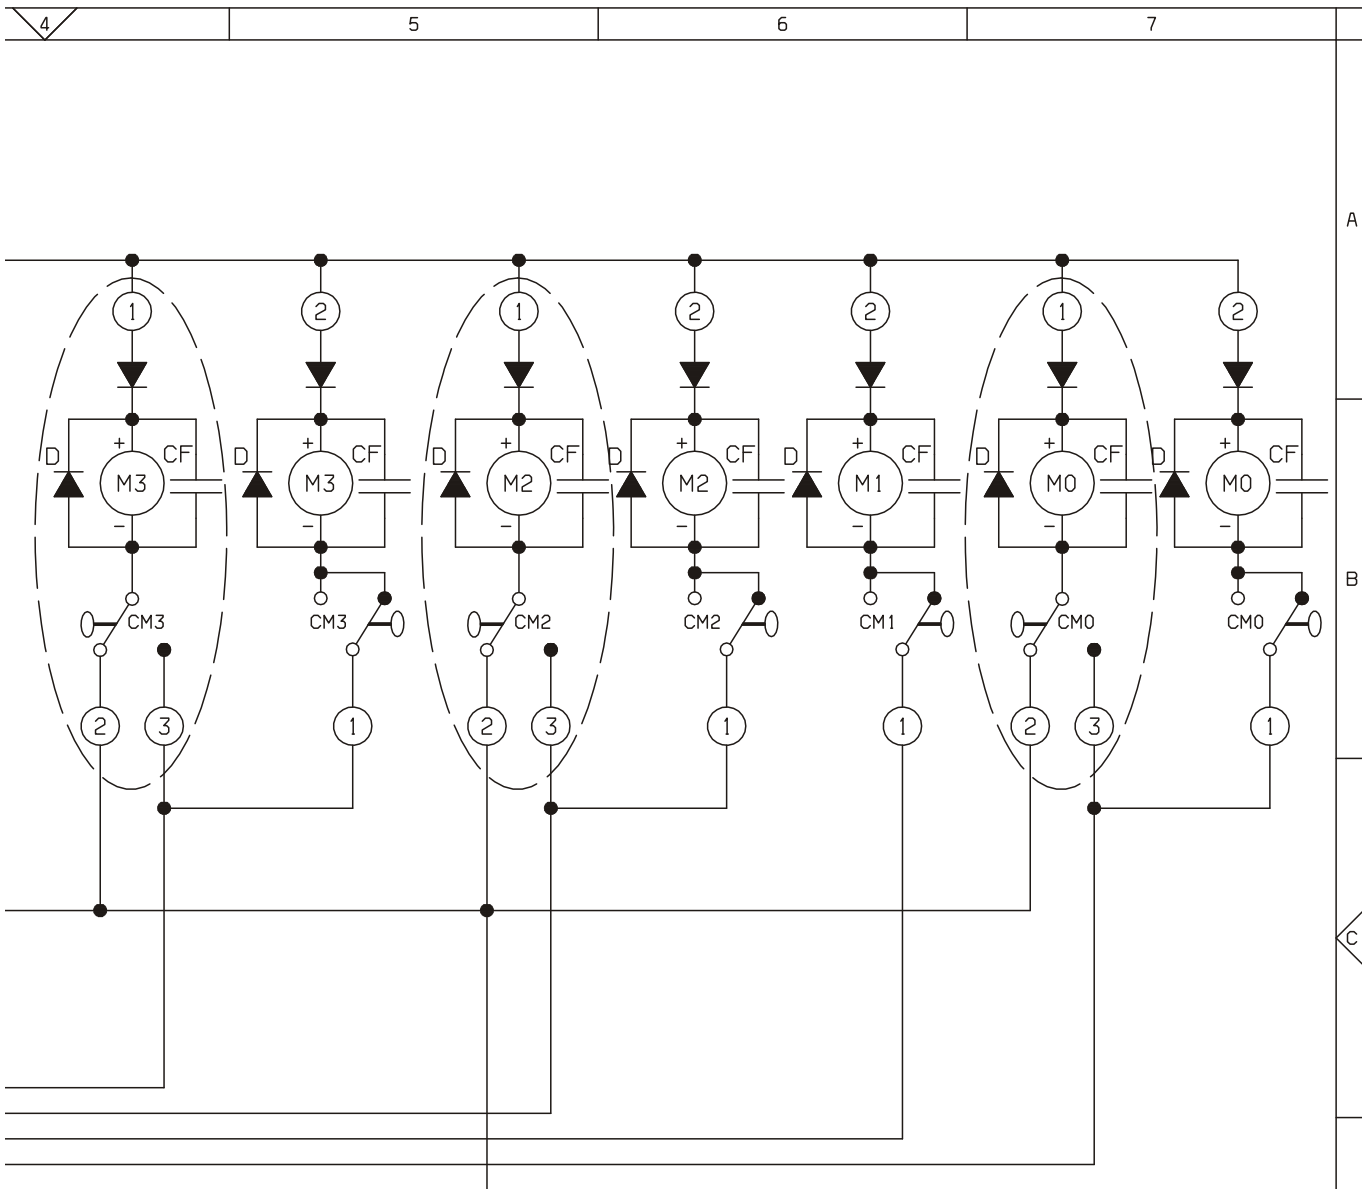 4 5 6 7
A
1 2 1 2 2 1 2
+ + + + + + +
D CF D CF D CF D CF D CF D CF D CF
M3 M3 M2 M2 M1 M0 M0
- - - - - - -
B
CM3 CM3 CM2 CM2 CM1 CM0 CM0
2 3 1 2 3 1 1 2 3 1
C